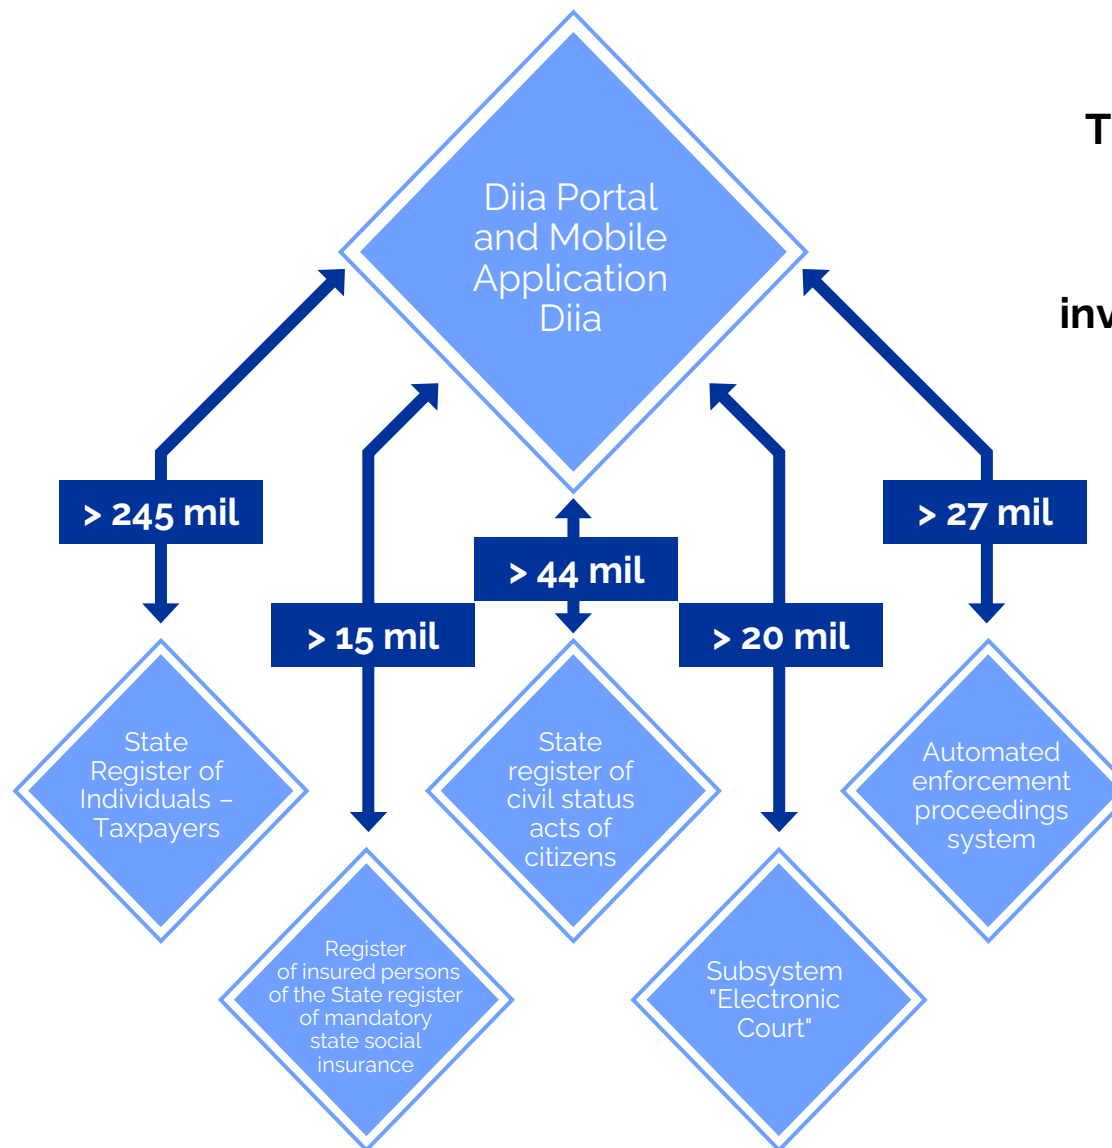 Diia Portal
and Mobile
Application
Diia
T
inv
> 245 mil
> 15 mil
> 44 mil
> 20 mil
> 27 mil
State
Register of
Individuals –
Taxpayers
Register
of insured persons
of the State register
of mandatory
state social
insurance
State
register of
civil status
acts of
citizens
Subsystem
"Electronic
Court"
Automated
enforcement
proceedings
system